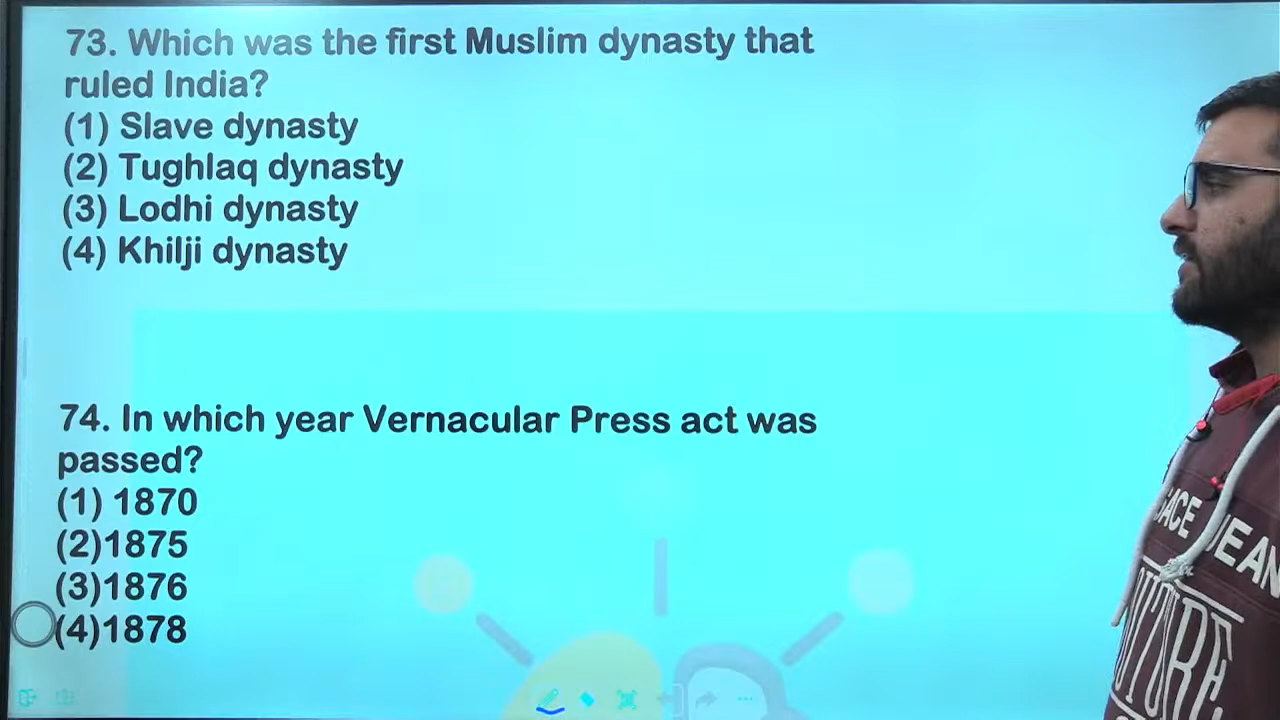 73. Which was the first Muslim dynasty that
ruled India?
(1) Slave dynasty
(2) Tughlaq dynasty
(3) Lodhi dynasty
(4) Khilji dynasty
74. In which year Vernacular Press act was
passed?
(1) 1870
(2)1875
(3)1876
(4)1878